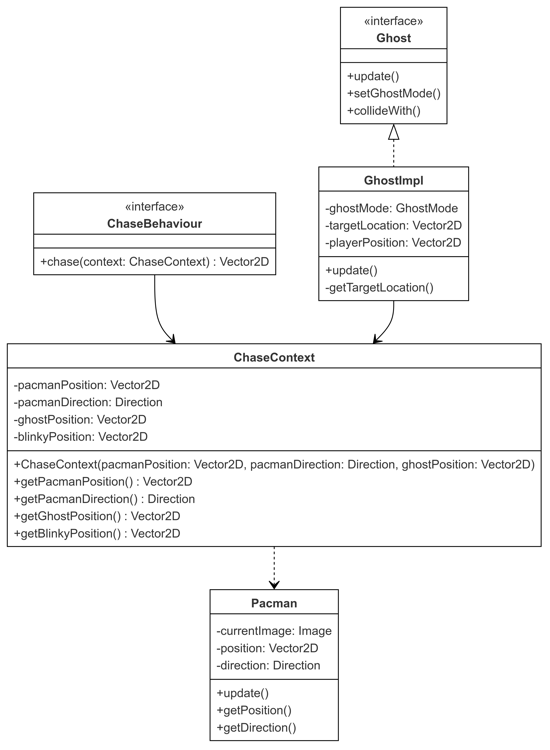 «interface»
Ghost
+update()
+setGhostMode()
+collideWith()
GhostImpl
-ghostMode: GhostMode
-targetLocation: Vector2D
-playerPosition: Vector2D
+update()
-getTargetLocation()
«interface»
ChaseBehaviour
+chase(context: ChaseContext) : Vector2D
ChaseContext
-pacmanPosition: Vector2D
-pacmanDirection: Direction
-ghostPosition: Vector2D
-blinkyPosition: Vector2D
+ChaseContext(pacmanPosition: Vector2D, pacmanDirection: Direction, ghostPosition: Vector2D)
+getPacmanPosition() : Vector2D
+getPacmanDirection() : Direction
+getGhostPosition() : Vector2D
+getBlinkyPosition() : Vector2D
Pacman
-currentImage: Image
-position: Vector2D
-direction: Direction
+update()
+getPosition()
+getDirection()